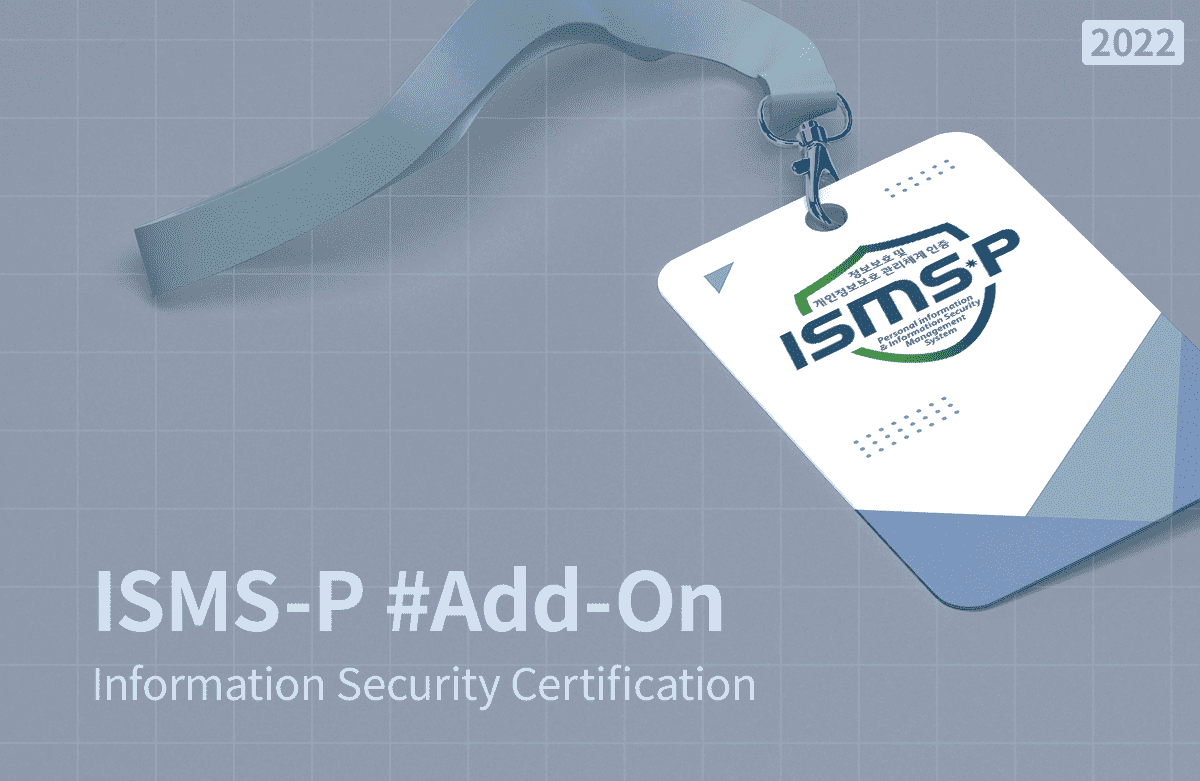 2022
정보보호 및
개인정보보호 관리체계 인증
ISMS-P
Personal information
& Information Security
Management
System
ISMS-P #Add-On
Information Security Certification